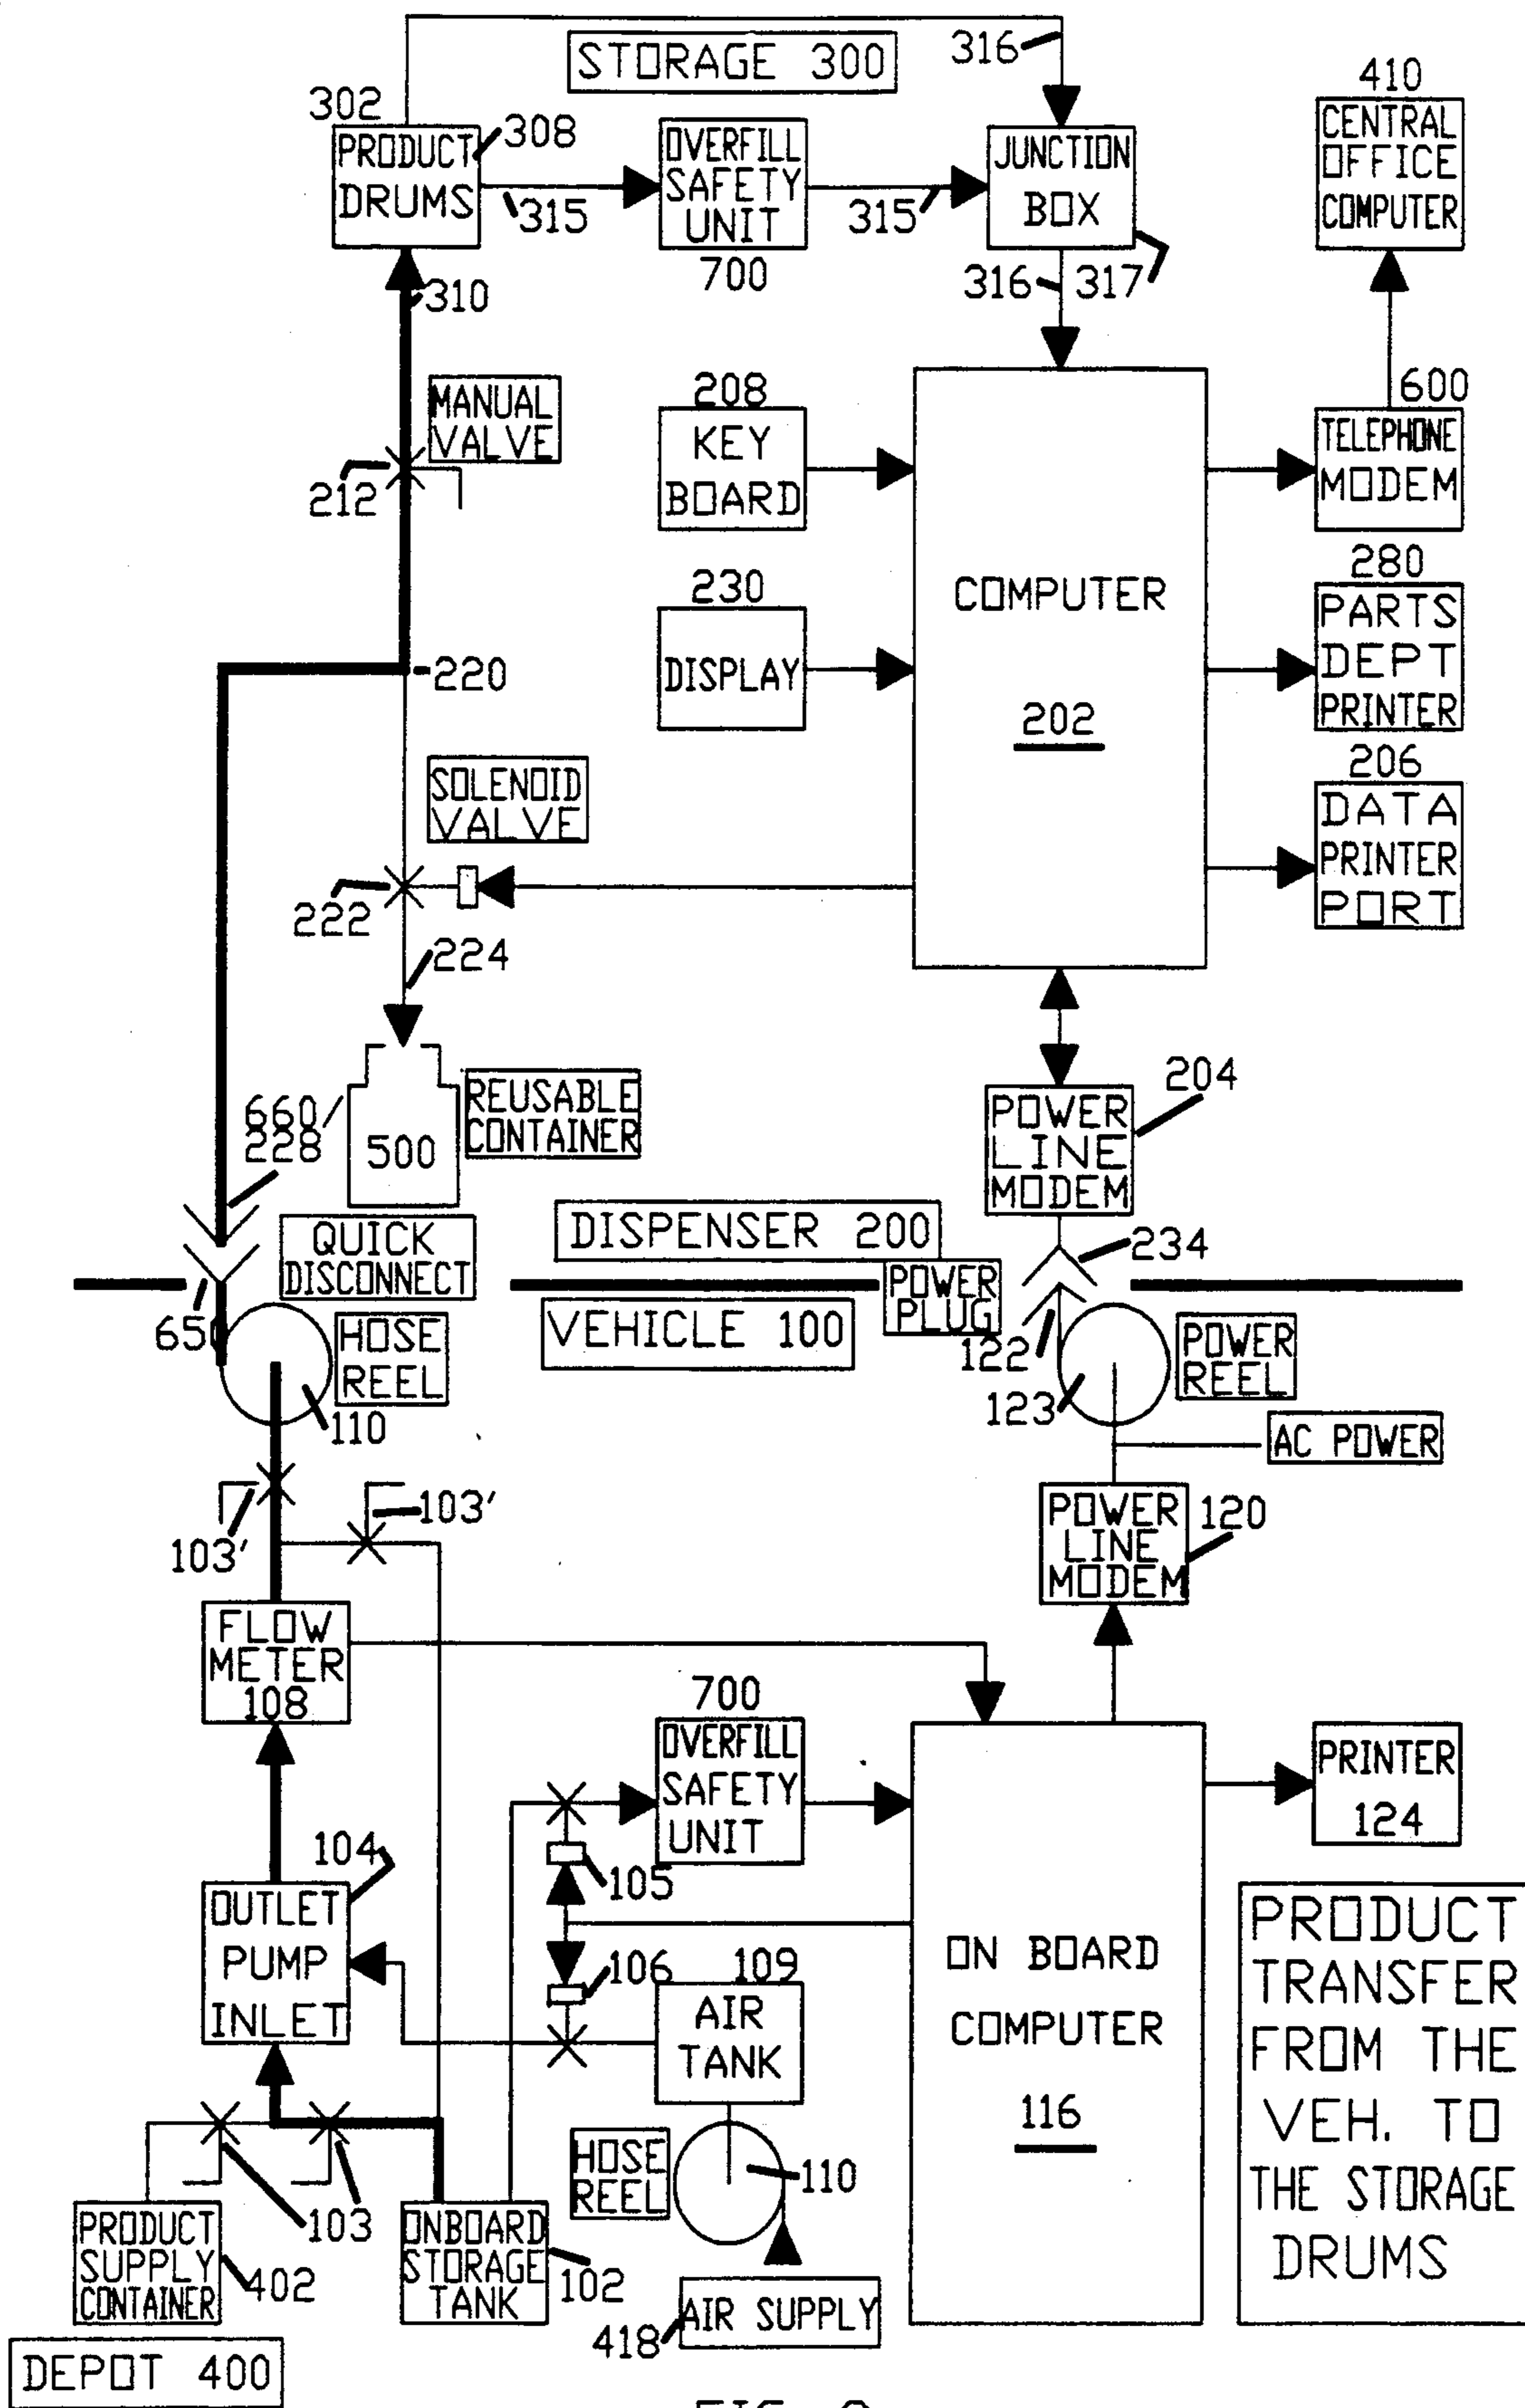 STORAGE 300
316
410
CENTRAL
OFFICE
COMPUTER
302
PRODUCT
DRUMS
308
315
OVERFILL
SAFETY
UNIT
700
315
JUNCTION
BOX
316
317
310
MANUAL
VALVE
212
208
KEY
BOARD
600
TELEPHONE
MODEM
230
DISPLAY
COMPUTER
202
280
PARTS
DEPT
PRINTER
220
206
DATA
PRINTER
PORT
SOLENOID
VALVE
222
224
660/
228
500
REUSABLE
CONTAINER
204
POWER
LINE
MODEM
QUICK
DISCONNECT
DISPENSER 200
234
POWER
PLUG
650
HOSE
REEL
VEHICLE 100
122
123
POWER
REEL
110
AC POWER
103'
103'
POWER
LINE
MODEM
120
FLOW
METER
108
700
OVERFILL
SAFETY
UNIT
PRINTER
124
104
105
OUTLET
PUMP
INLET
106
109
AIR
TANK
ON BOARD
COMPUTER
116
PRODUCT
TRANSFER
FROM THE
VEH. TO
THE STORAGE
DRUMS
HOSE
REEL
110
103
PRODUCT
SUPPLY
CONTAINER
402
ONBOARD
STORAGE
TANK
102
418
AIR SUPPLY
DEPOT 400